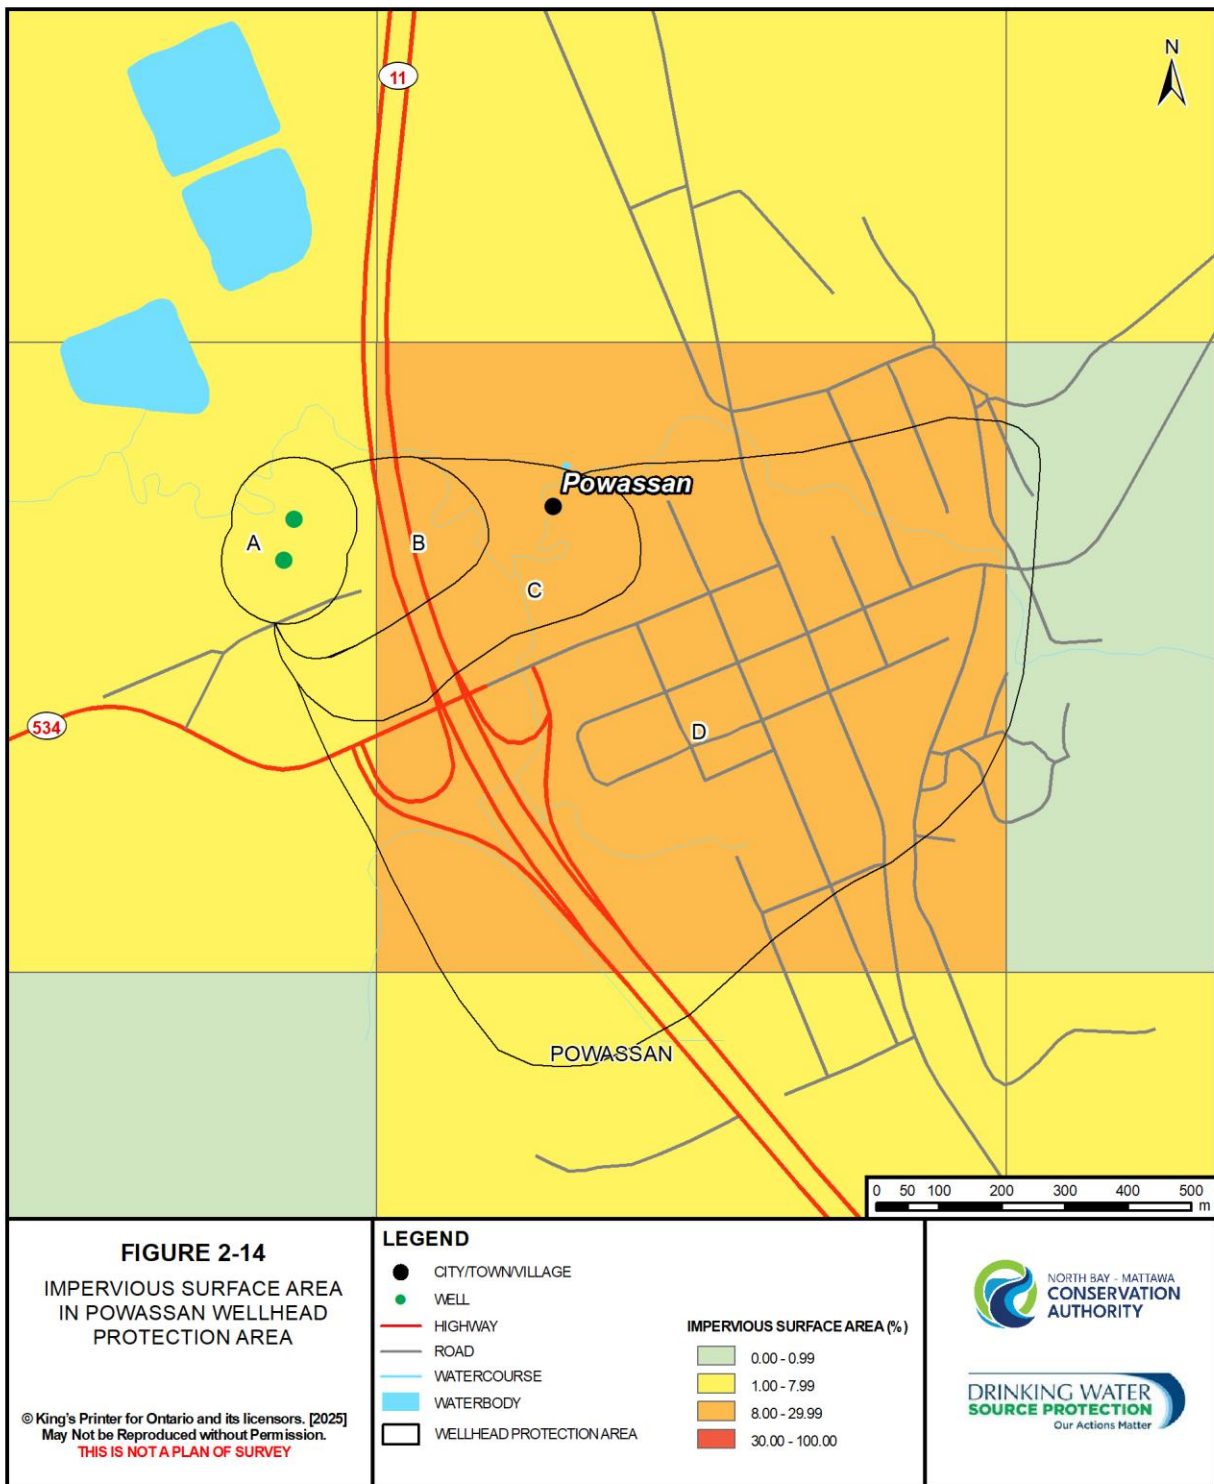 11
N
Powassan
A
B
C
534
D
POWASSAN
0 50 100 200 300 400 500
m
FIGURE 2-14
IMPERVIOUS SURFACE AREA
IN POWASSAN WELLHEAD
PROTECTION AREA
© King's Printer for Ontario and its licensors. [2025]
May Not be Reproduced without Permission.
THIS IS NOT A PLAN OF SURVEY
LEGEND
CITY/TOWN/VILLAGE
WELL
HIGHWAY
ROAD
WATERCOURSE
WATERBODY
WELLHEAD PROTECTION AREA
IMPERVIOUS SURFACE AREA (%)
0.00 - 0.99
1.00 - 7.99
8.00 - 29.99
30.00 - 100.00
NORTH BAY - MATTAWA
CONSERVATION
AUTHORITY
DRINKING WATER
SOURCE PROTECTION
Our Actions Matter